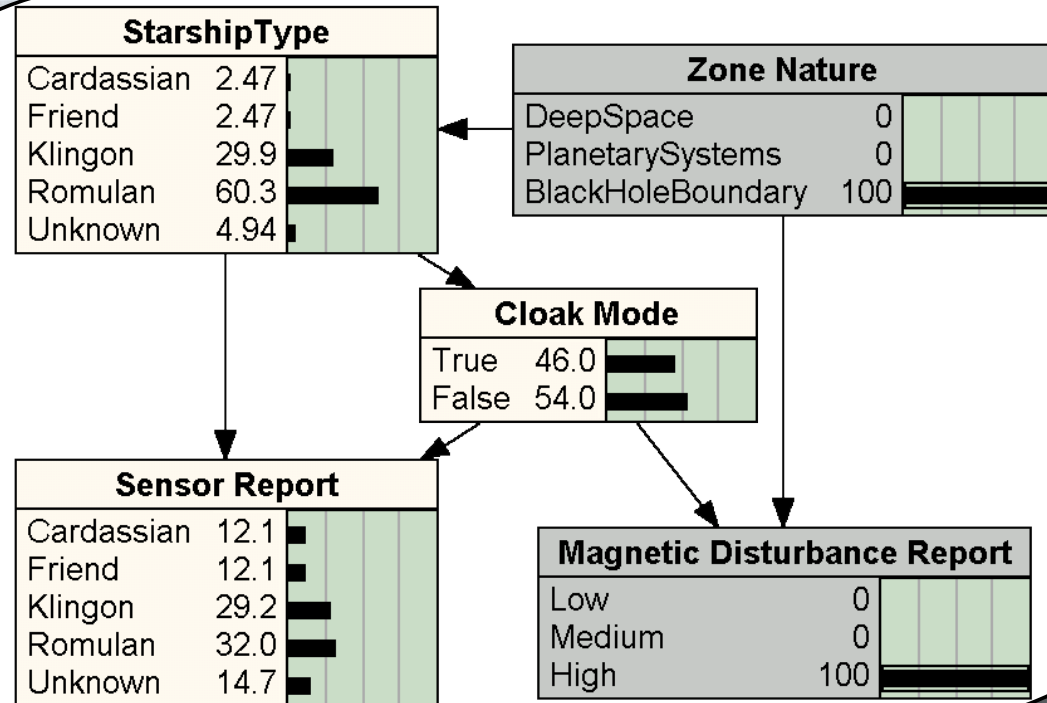 StarshipType
Cardassian 2.47
Friend 2.47
Klingon 29.9
Romulan 60.3
Unknown 4.94
Zone Nature
DeepSpace 0
PlanetarySystems 0
BlackHoleBoundary 100
Cloak Mode
True 46.0
False 54.0
Sensor Report
Cardassian 12.1
Friend 12.1
Klingon 29.2
Romulan 32.0
Unknown 14.7
Magnetic Disturbance Report
Low 0
Medium 0
High 100